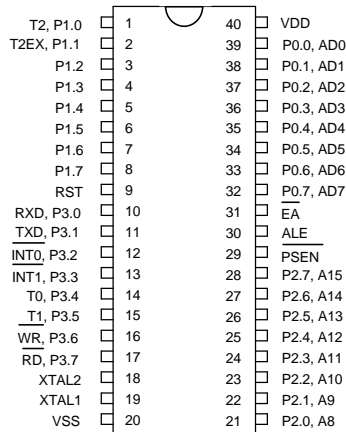 T2, P1.0 1 40 VDD
T2EX, P1.1 2 39 P0.0, AD0
P1.2 3 38 P0.1, AD1
P1.3 4 37 P0.2, AD2
P1.4 5 36 P0.3, AD3
P1.5 6 35 P0.4, AD4
P1.6 7 34 P0.5, AD5
P1.7 8 33 P0.6, AD6
RST 9 32 P0.7, AD7
RXD, P3.0 10 31 EA
TXD, P3.1 11 30 ALE
INT0, P3.2 12 29 PSEN
INT1, P3.3 13 28 P2.7, A15
T0, P3.4 14 27 P2.6, A14
T1, P3.5 15 26 P2.5, A13
WR, P3.6 16 25 P2.4, A12
RD, P3.7 17 24 P2.3, A11
XTAL2 18 23 P2.2, A10
XTAL1 19 22 P2.1, A9
VSS 20 21 P2.0, A8